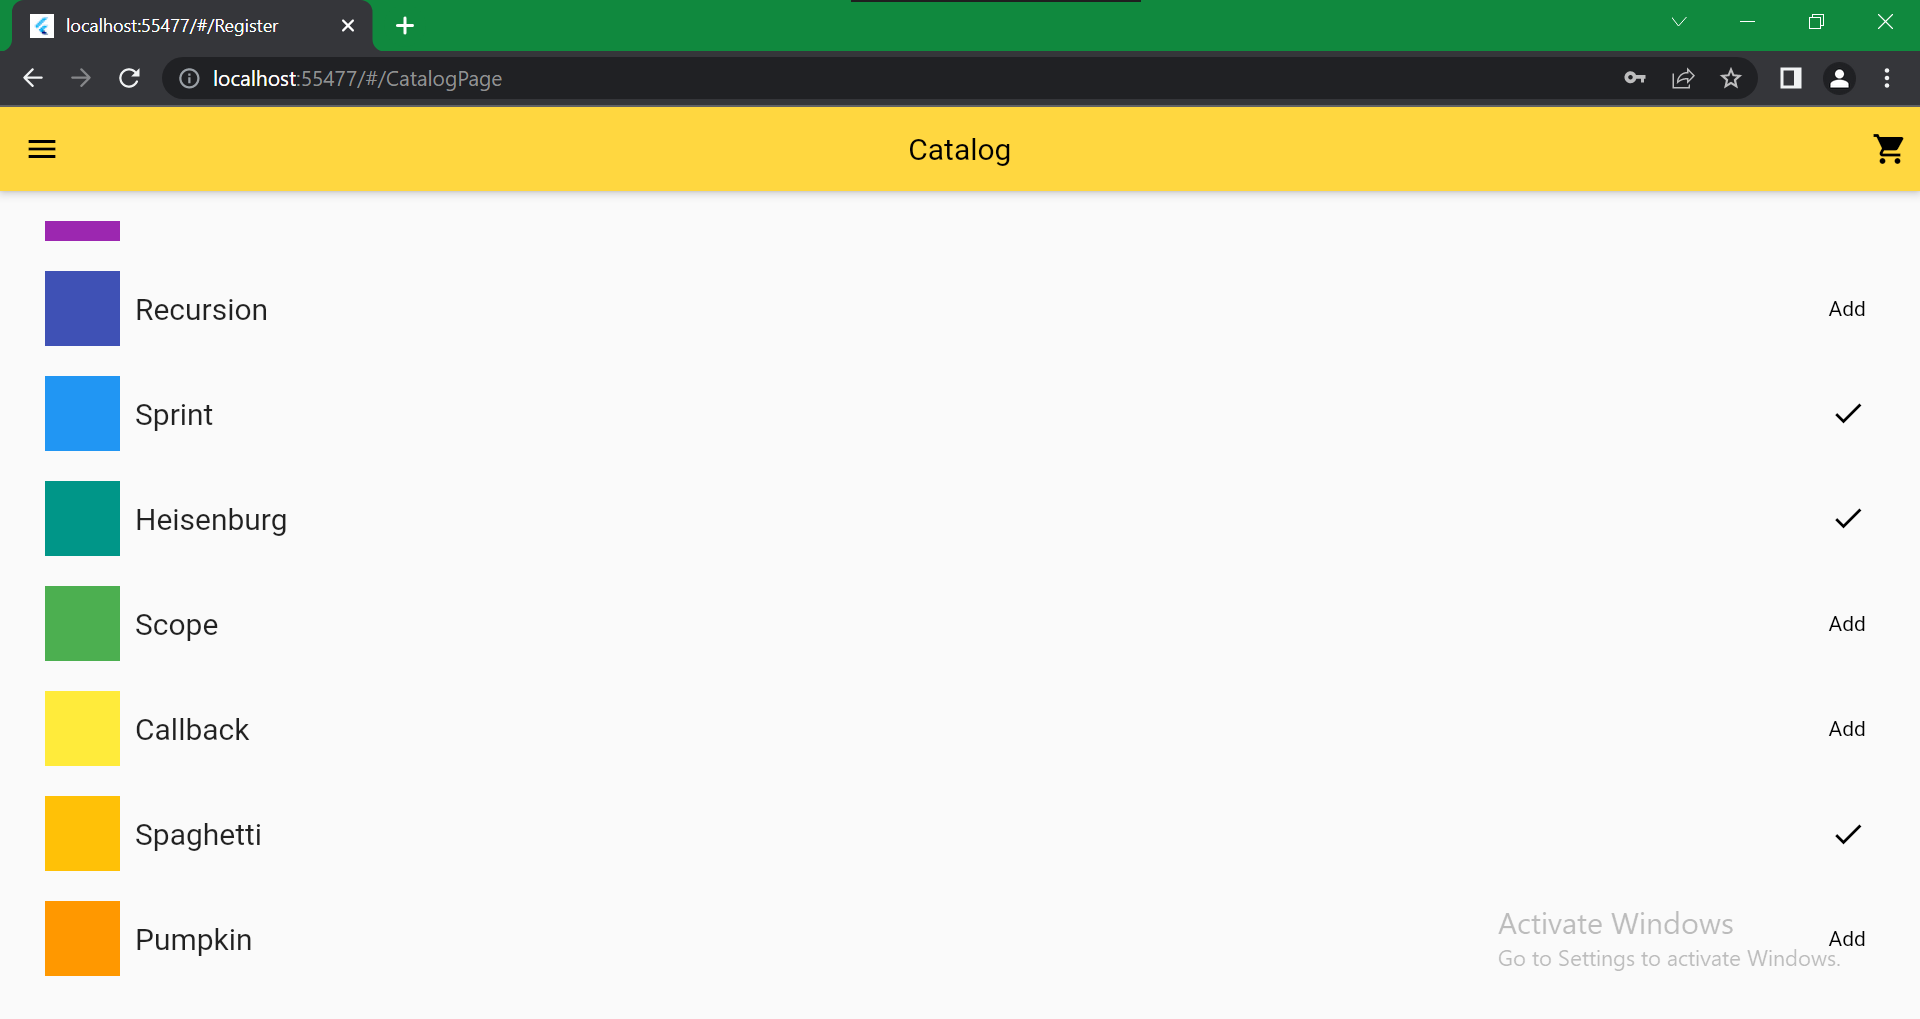 localhost:55477/#/Register
localhost:55477/#/CatalogPage
Catalog
Recursion Add
Sprint
Heisenburg
Scope Add
Callback Add
Spaghetti
Pumpkin Add
Activate Windows
Go to Settings to activate Windows.